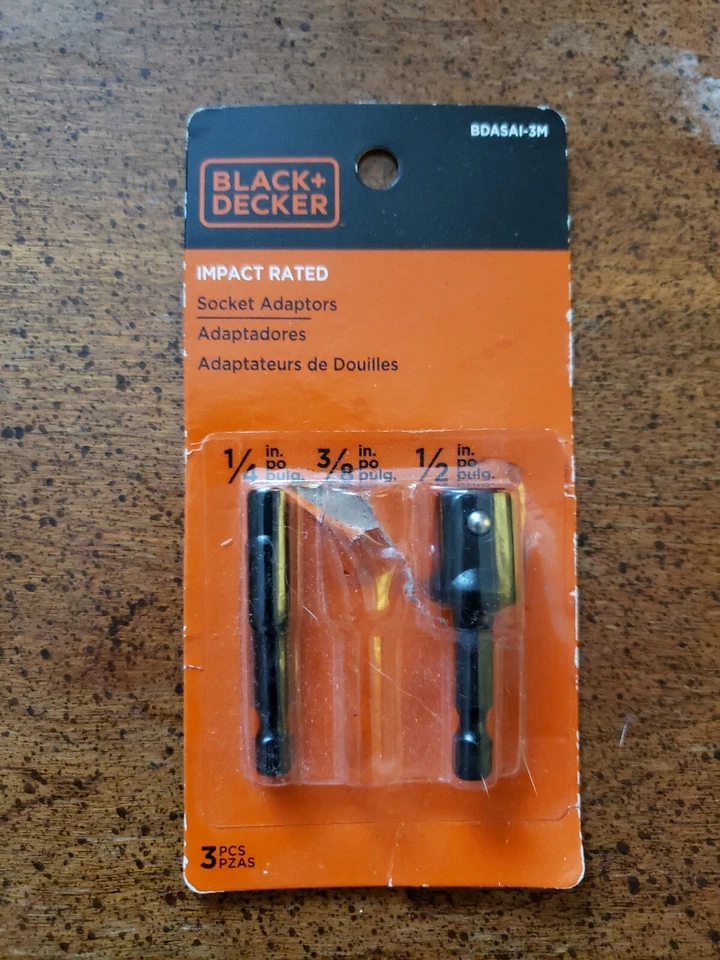 BDASAI-3M
BLACK+
DECKER
IMPACT RATED
Socket Adaptors
Adaptadores
Adaptateurs de Douilles
1/4 in. po pulg. 3/8 in. po pulg. 1/2 in. po pulg.
3 PCS
PZAS